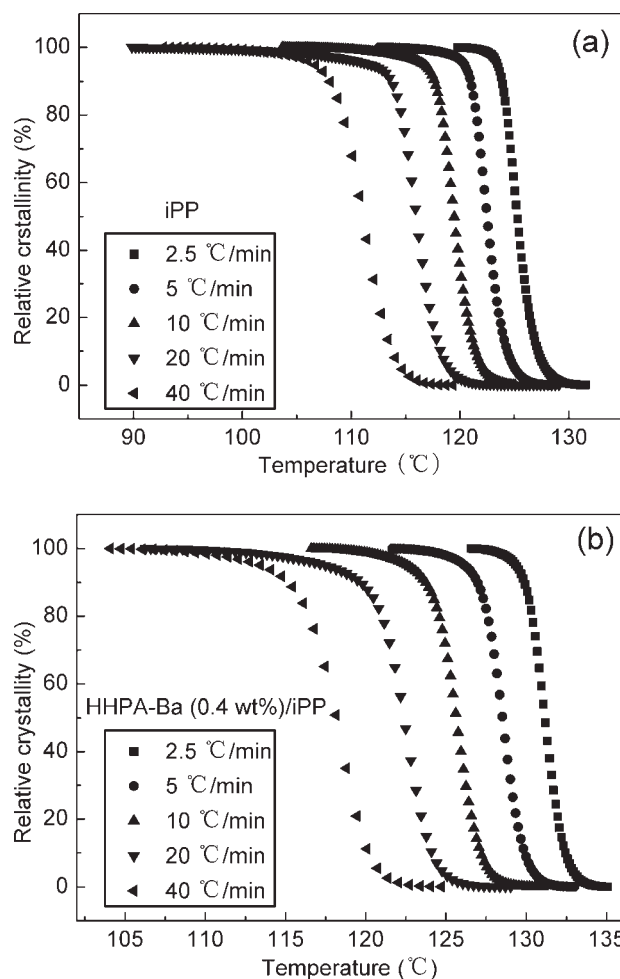 (a)
100
80
60
40
20
0
Relative crstallinity (%)
iPP
2.5 ℃/min
5 ℃/min
10 ℃/min
20 ℃/min
40 ℃/min
90 100 110 120 130
Temperature (℃)
(b)
100
80
60
40
20
0
Relative crystallity (%)
HHPA-Ba (0.4 wt%)/iPP
2.5 ℃/min
5 ℃/min
10 ℃/min
20 ℃/min
40 ℃/min
105 110 115 120 125 130 135
Temperature (℃)